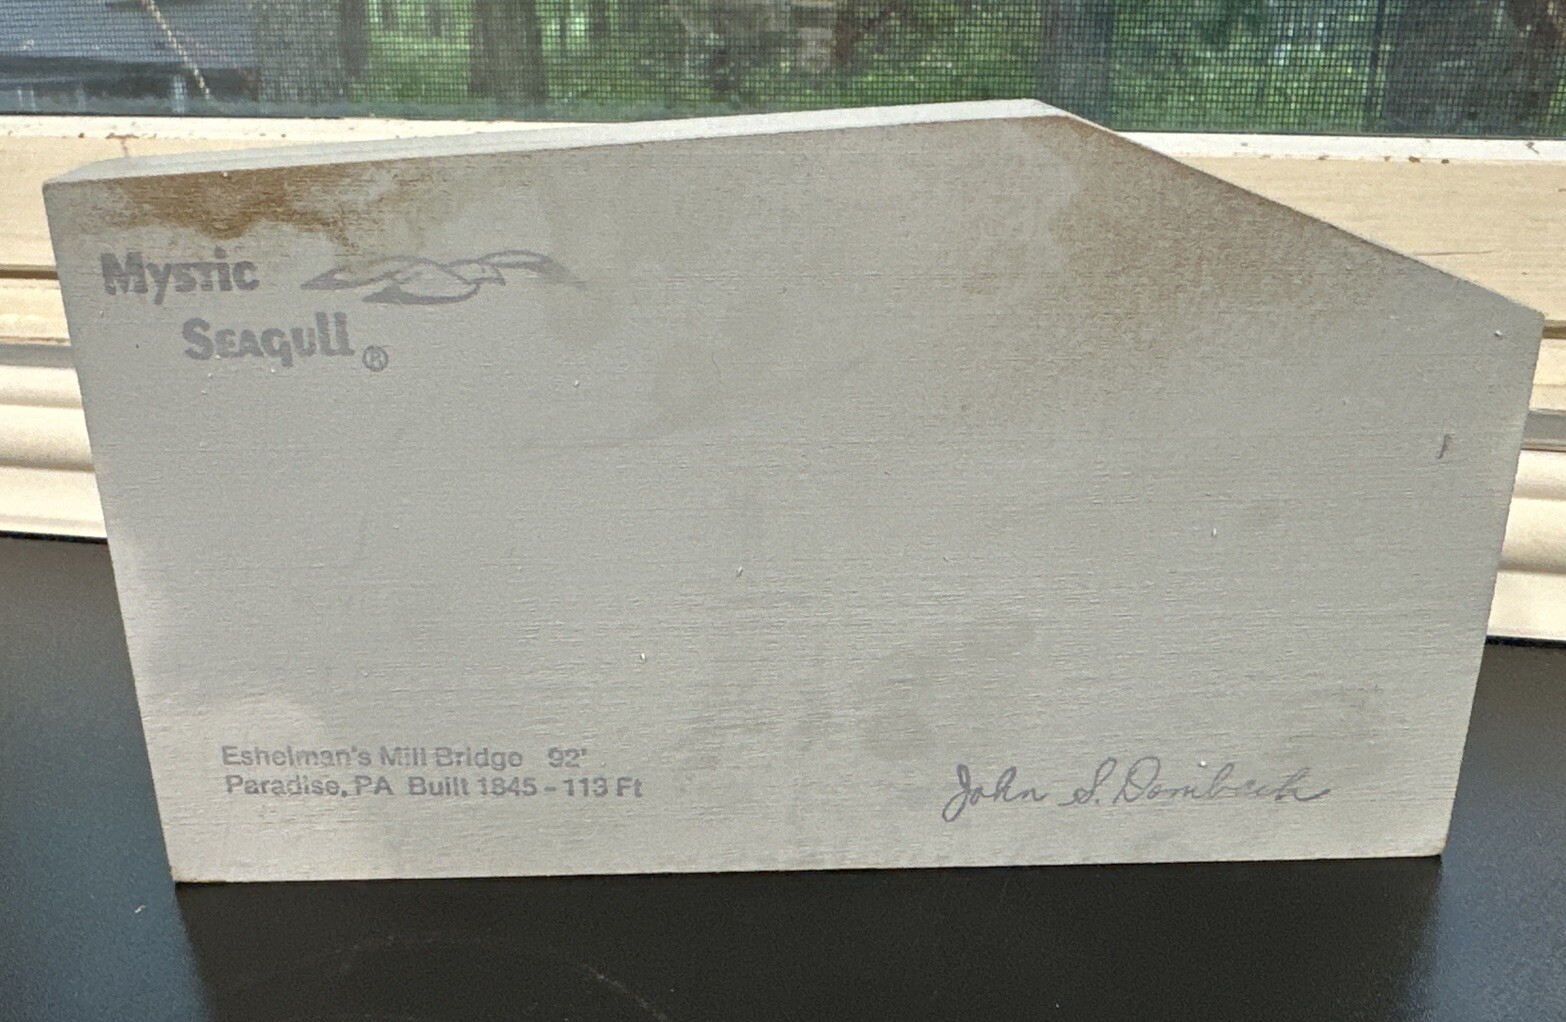 Mystic
Seagull ®
Eshelman's Mill Bridge 92'
Paradise, PA Built 1845 - 113 Ft
John S. Dombach